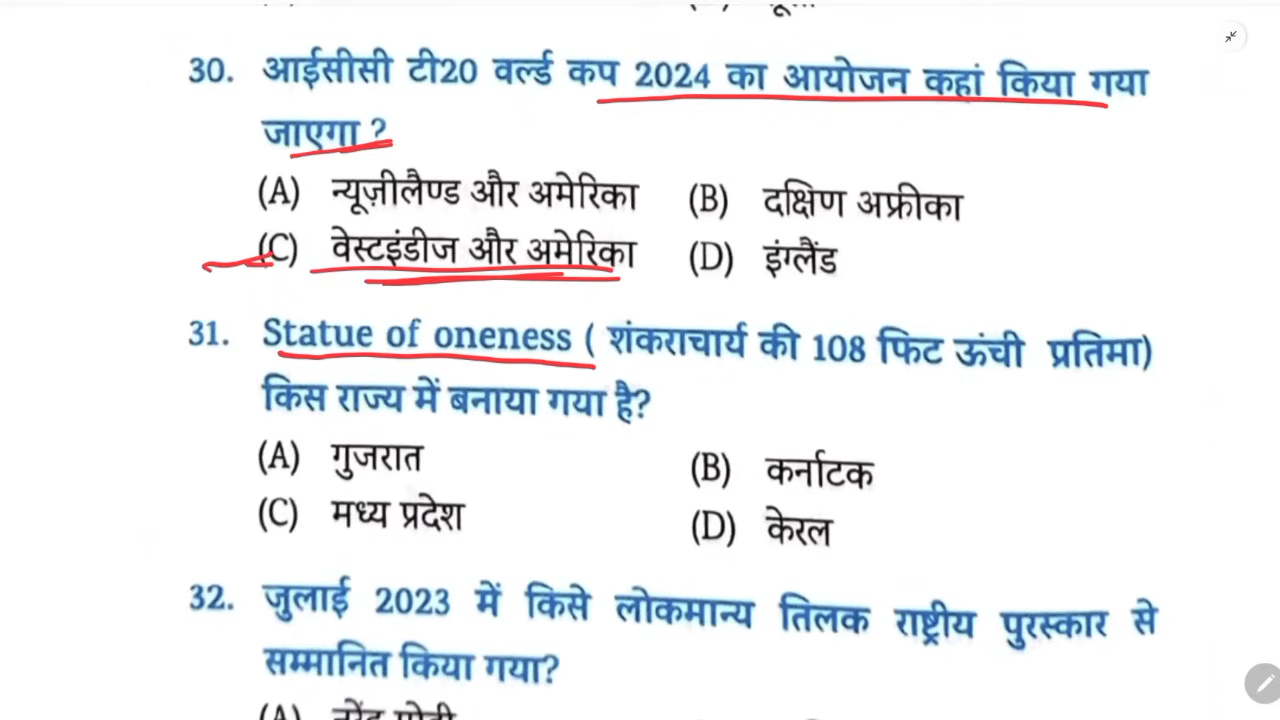 30. आईसीसी टी20 वर्ल्ड कप 2024 का आयोजन कहां किया गया
जाएगा ?
(A) न्यूज़ीलैण्ड और अमेरिका (B) दक्षिण अफ्रीका
(C) वेस्टइंडीज और अमेरिका (D) इंग्लैंड
31. Statue of oneness ( शंकराचार्य की 108 फिट ऊंची प्रतिमा)
किस राज्य में बनाया गया है?
(A) गुजरात (B) कर्नाटक
(C) मध्य प्रदेश (D) केरल
32. जुलाई 2023 में किसे लोकमान्य तिलक राष्ट्रीय पुरस्कार से
सम्मानित किया गया?
(A) नरेंद्र मोदी